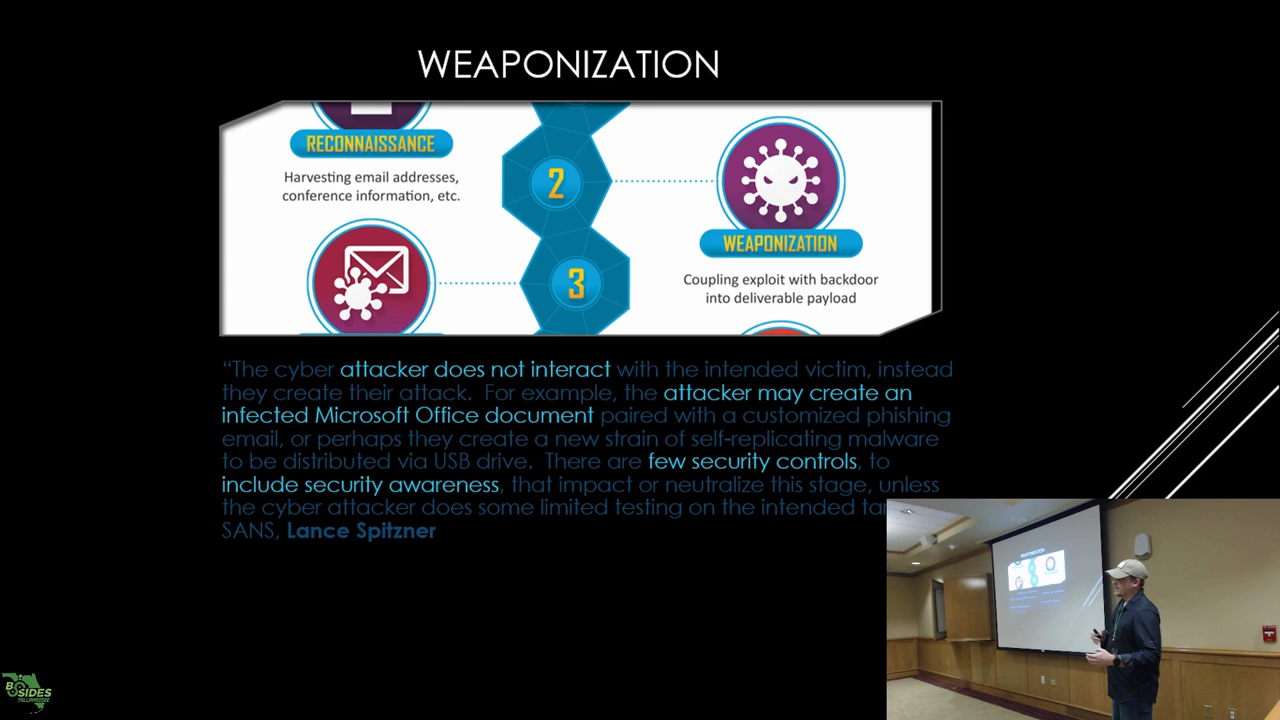 WEAPONIZATION
RECONNAISSANCE
Harvesting email addresses,
conference information, etc.
2
WEAPONIZATION
Coupling exploit with backdoor
into deliverable payload
3
“The cyber attacker does not interact with the intended victim, instead
they create their attack. For example, the attacker may create an
infected Microsoft Office document paired with a customized phishing
email, or perhaps they create a new strain of self-replicating malware
to be distributed via USB drive. There are few security controls, to
include security awareness, that impact or neutralize this stage, unless
the cyber attacker does some limited testing on the intended
SANS, Lance Spitzner
WEAPONIZATION
BSIDES
TALLAHASSEE